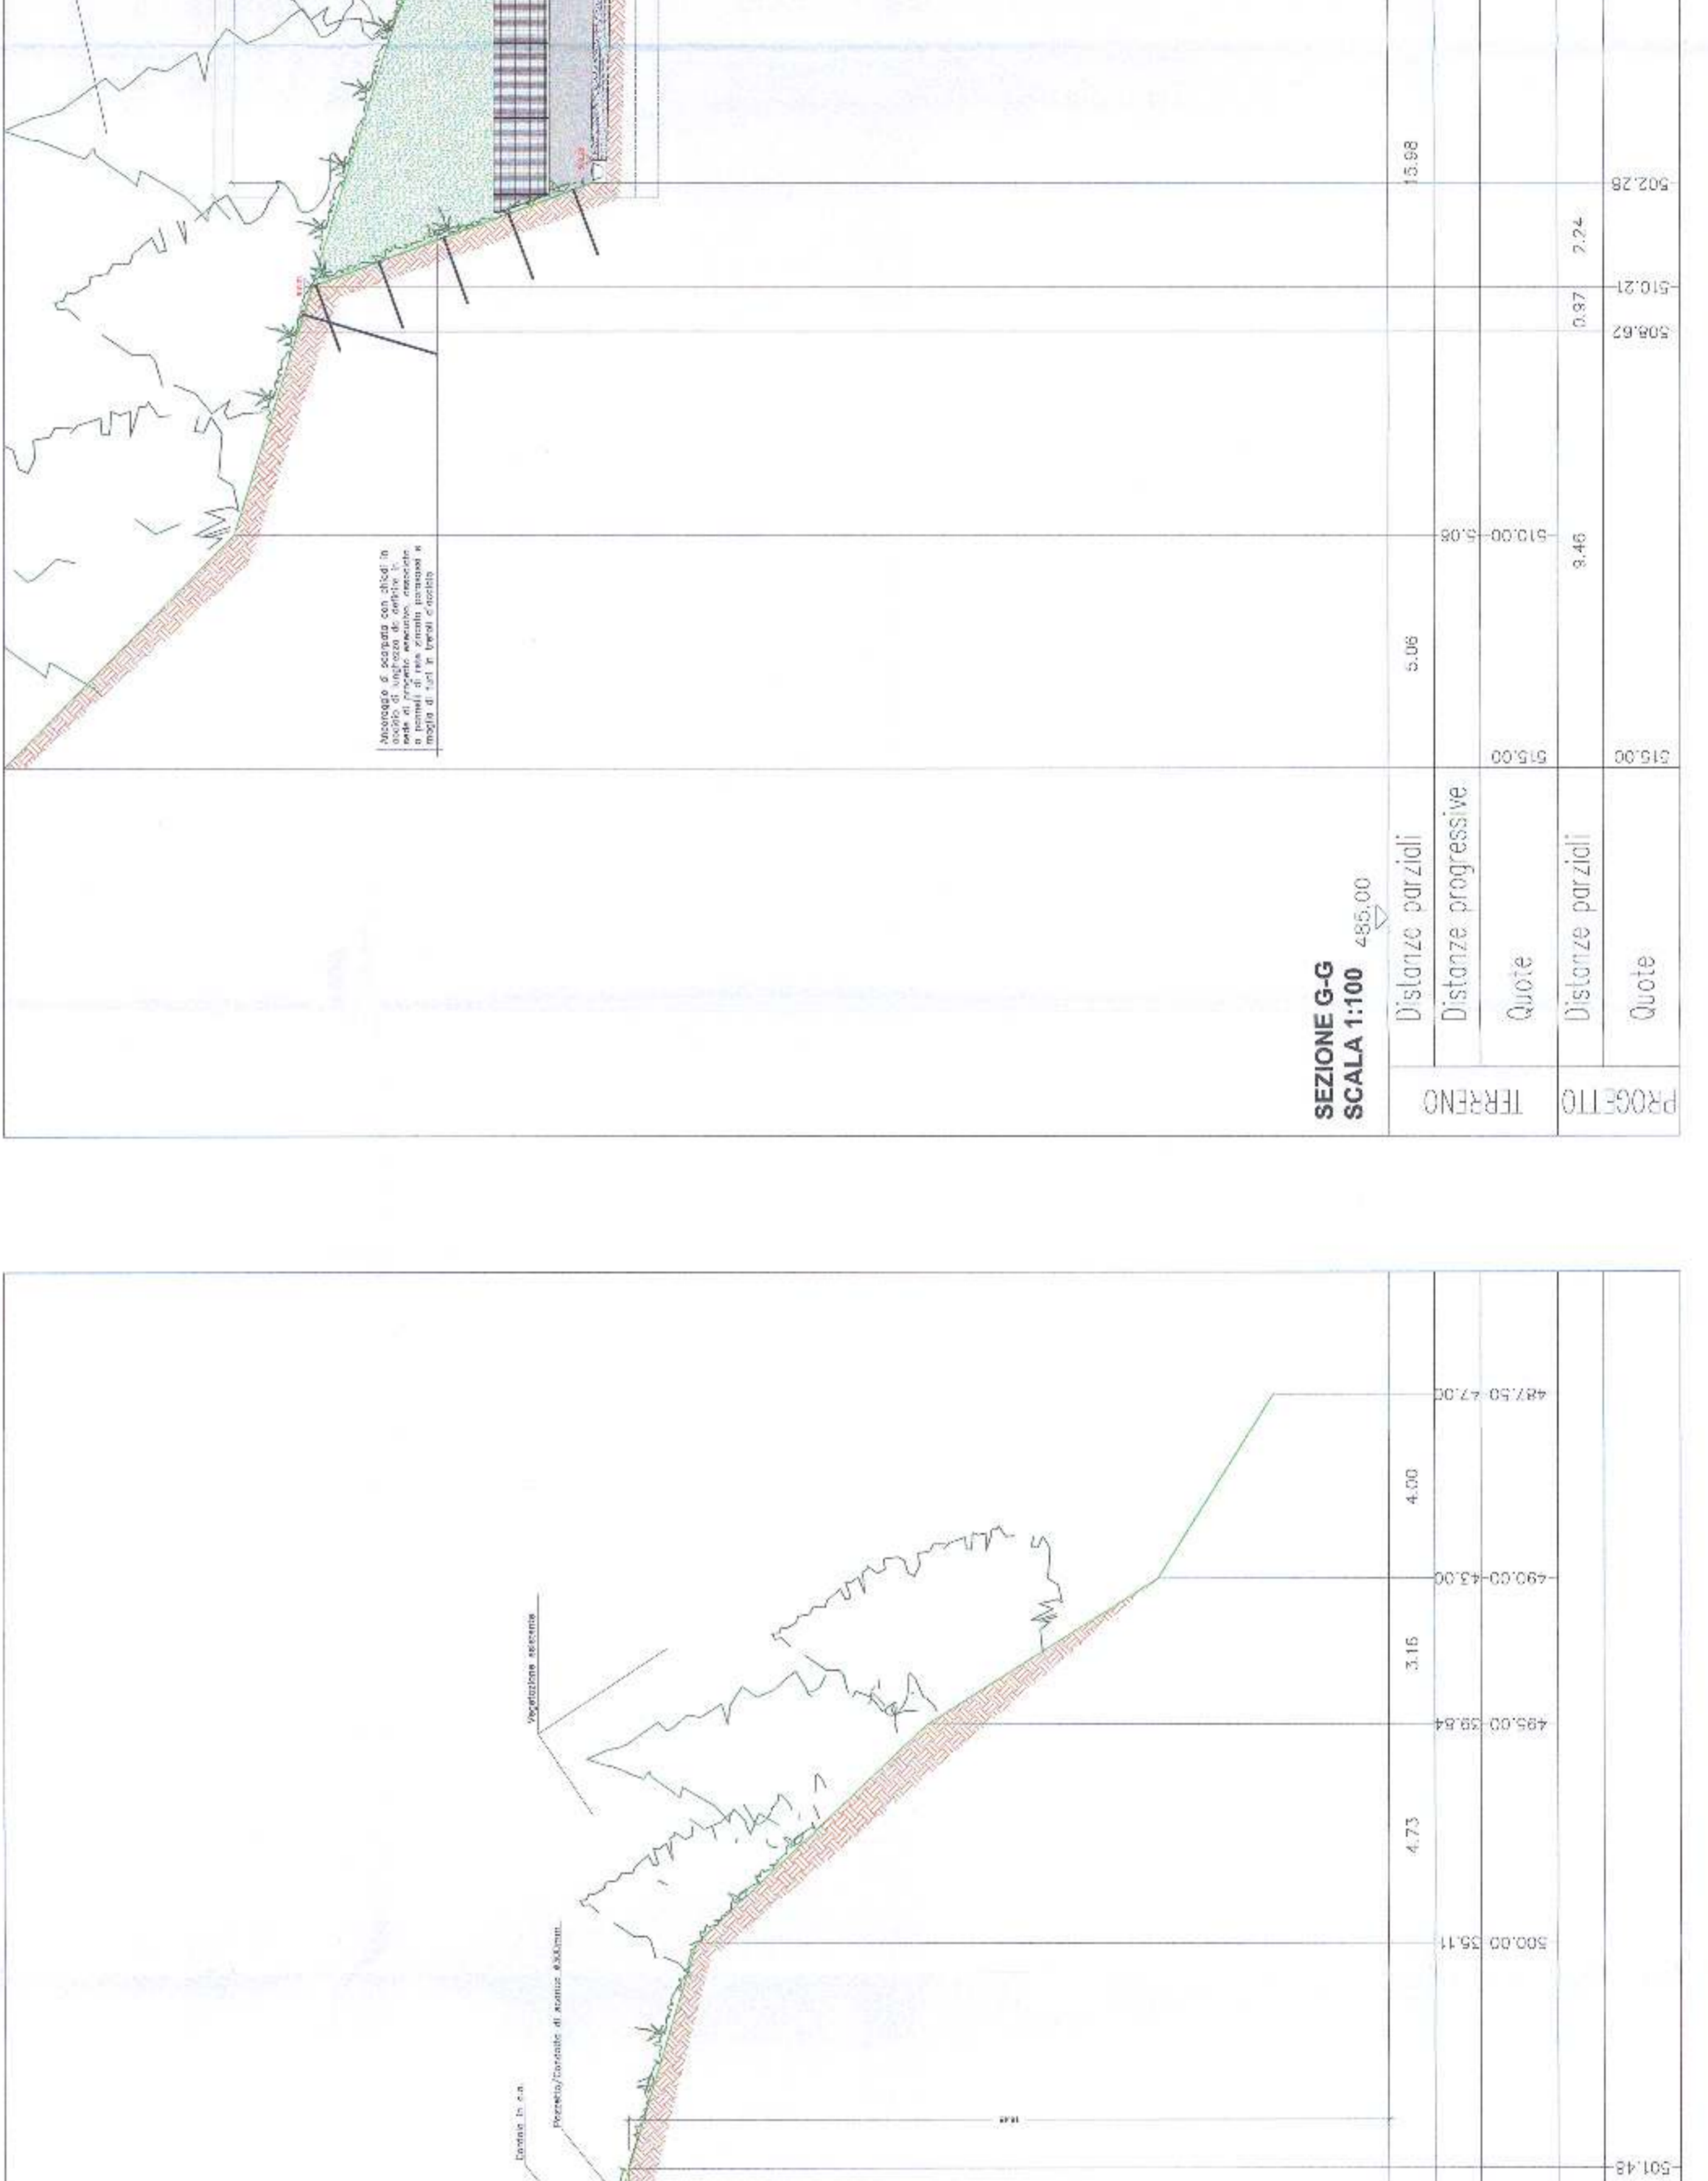 Ancoraggio di scarpata con chiodi in
acciaio di lunghezza da definire in
sede di progetto esecutivo, associate
a pannelli di rete zincata paramassi e
maglia di funi in trefoli d'acciaio
SEZIONE G-G
SCALA 1:100
485.00
TERRENO
Distanze parziali
5.06
15.98
Distanze progressive
5.06
Quote
515.00
510.00
PROGETTO
Distanze parziali
9.46
0.97
2.24
Quote
515.00
508.62
510.21
502.28
Cordolo in c.a.
Vegetazione esistente
4.73
3.16
4.00
35.11
39.84
43.00
47.00
500.00
495.00
490.00
487.50
501.48